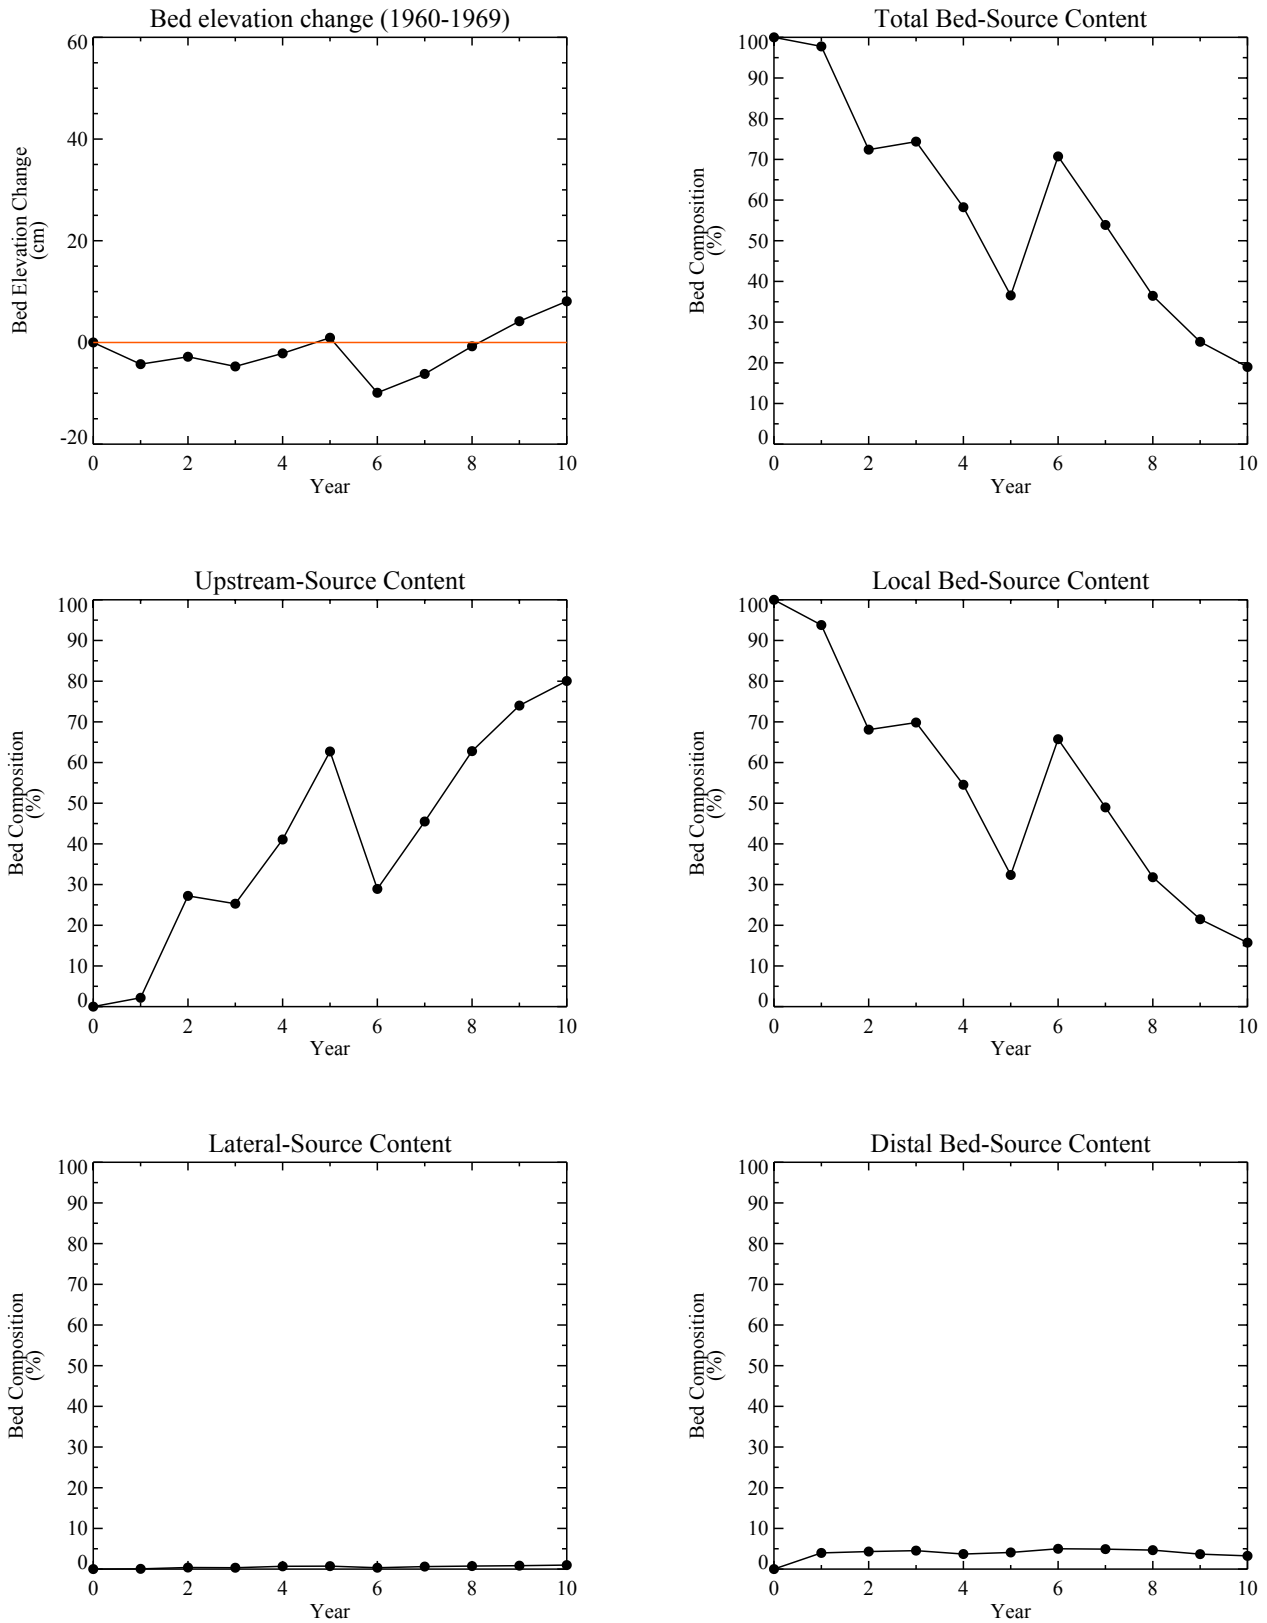 Bed elevation change (1960-1969)
60
40
20
0
-20
Bed Elevation Change
(cm)
0 2 4 6 8 10
Year
Total Bed-Source Content
100
90
80
70
60
50
40
30
20
10
0
Bed Composition
(%)
0 2 4 6 8 10
Year
Upstream-Source Content
100
90
80
70
60
50
40
30
20
10
0
Bed Composition
(%)
0 2 4 6 8 10
Year
Local Bed-Source Content
100
90
80
70
60
50
40
30
20
10
0
Bed Composition
(%)
0 2 4 6 8 10
Year
Lateral-Source Content
100
90
80
70
60
50
40
30
20
10
0
Bed Composition
(%)
0 2 4 6 8 10
Year
Distal Bed-Source Content
100
90
80
70
60
50
40
30
20
10
0
Bed Composition
(%)
0 2 4 6 8 10
Year